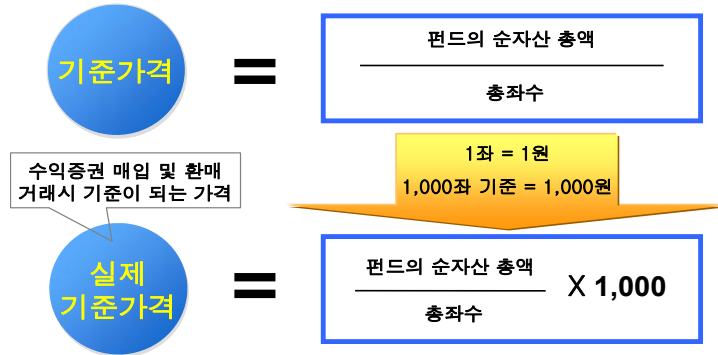 기준가격
=
펀드의 순자산 총액
총좌수
1좌 = 1원
1,000좌 기준 = 1,000원
수익증권 매입 및 환매
거래시 기준이 되는 가격
실제
기준가격
=
펀드의 순자산 총액
총좌수
X 1,000